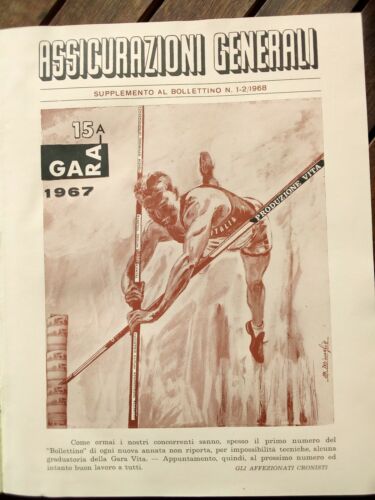 ASSICURAZIONI GENERALI
SUPPLEMENTO AL BOLLETTINO N. 1-2/1968
15A
GARA
1967
PRODUZIONE VITA
ITALIA
Come ormai i nostri concorrenti sanno, spesso il primo numero del
"Bollettino" di ogni nuova annata non riporta, per impossibilità tecniche, alcuna
graduatoria della Gara Vita. — Appuntamento, quindi, al prossimo numero ed
intanto buon lavoro a tutti.
GLI AFFEZIONATI CRONISTI